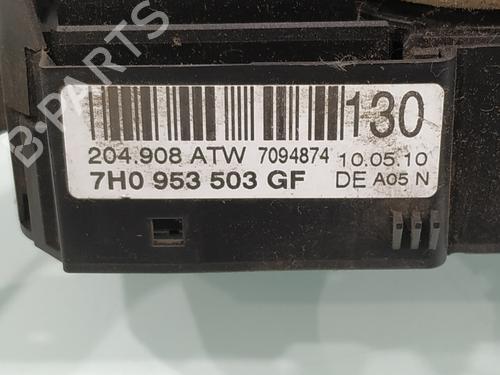 130
204.908 ATW 7094874 10.05.10
7H0 953 503 GF DE A05 N
B-PARTS